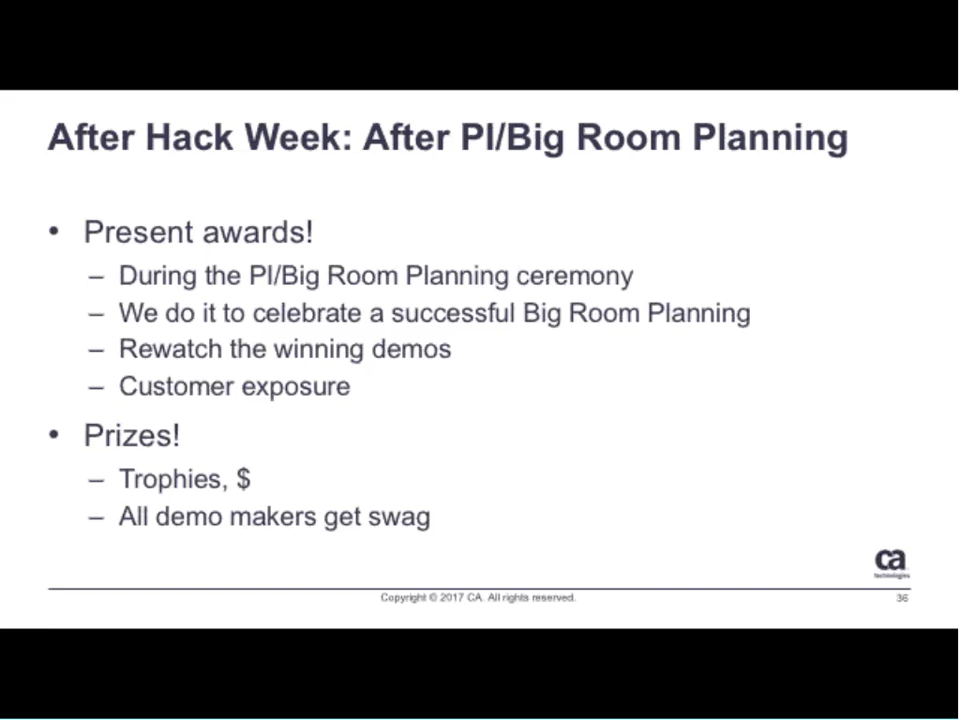 After Hack Week: After PI/Big Room Planning
• Present awards!
– During the PI/Big Room Planning ceremony
– We do it to celebrate a successful Big Room Planning
– Rewatch the winning demos
– Customer exposure
• Prizes!
– Trophies, $
– All demo makers get swag
ca
technologies
Copyright © 2017 CA. All rights reserved.
36